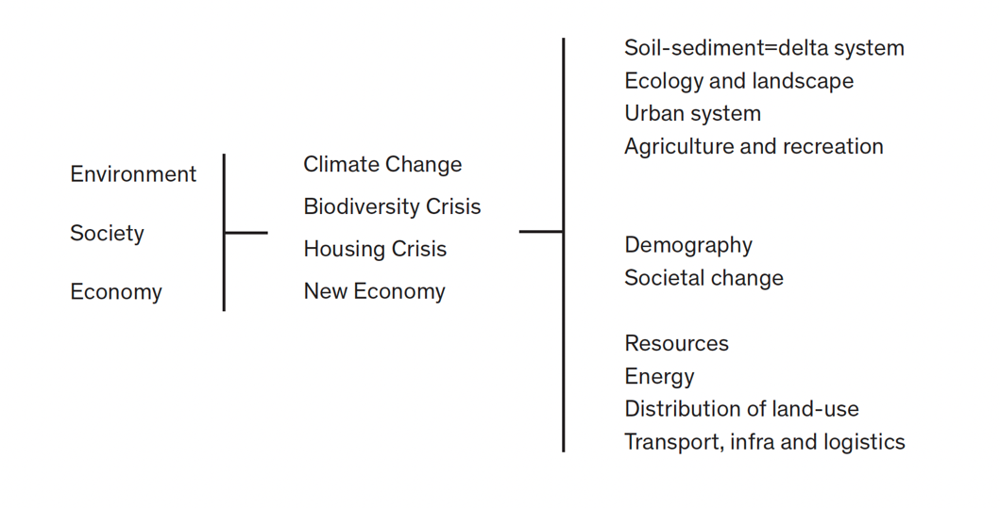 Environment
Society
Economy
Climate Change
Biodiversity Crisis
Housing Crisis
New Economy
Soil-sediment=delta system
Ecology and landscape
Urban system
Agriculture and recreation
Demography
Societal change
Resources
Energy
Distribution of land-use
Transport, infra and logistics